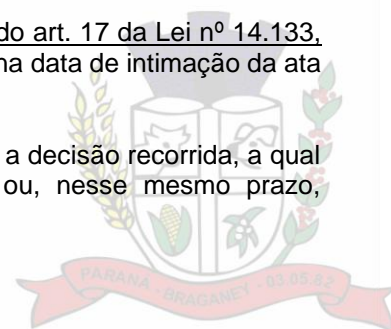 do art. 17 da Lei nº 14.133,
na data de intimação da ata
a decisão recorrida, a qual
ou, nesse mesmo prazo,
PARANÁ - BRAGANEY - 03.05.82